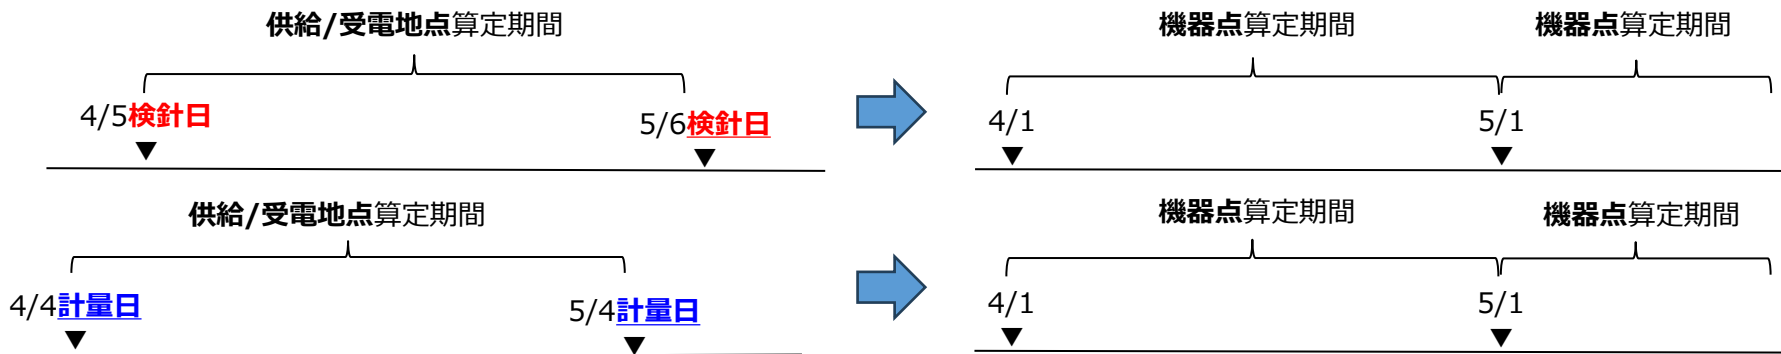 供給/受電地点算定期間
4/5検針日
5/6検針日
機器点算定期間
機器点算定期間
4/1
5/1
供給/受電地点算定期間
4/4計量日
5/4計量日
機器点算定期間
機器点算定期間
4/1
5/1